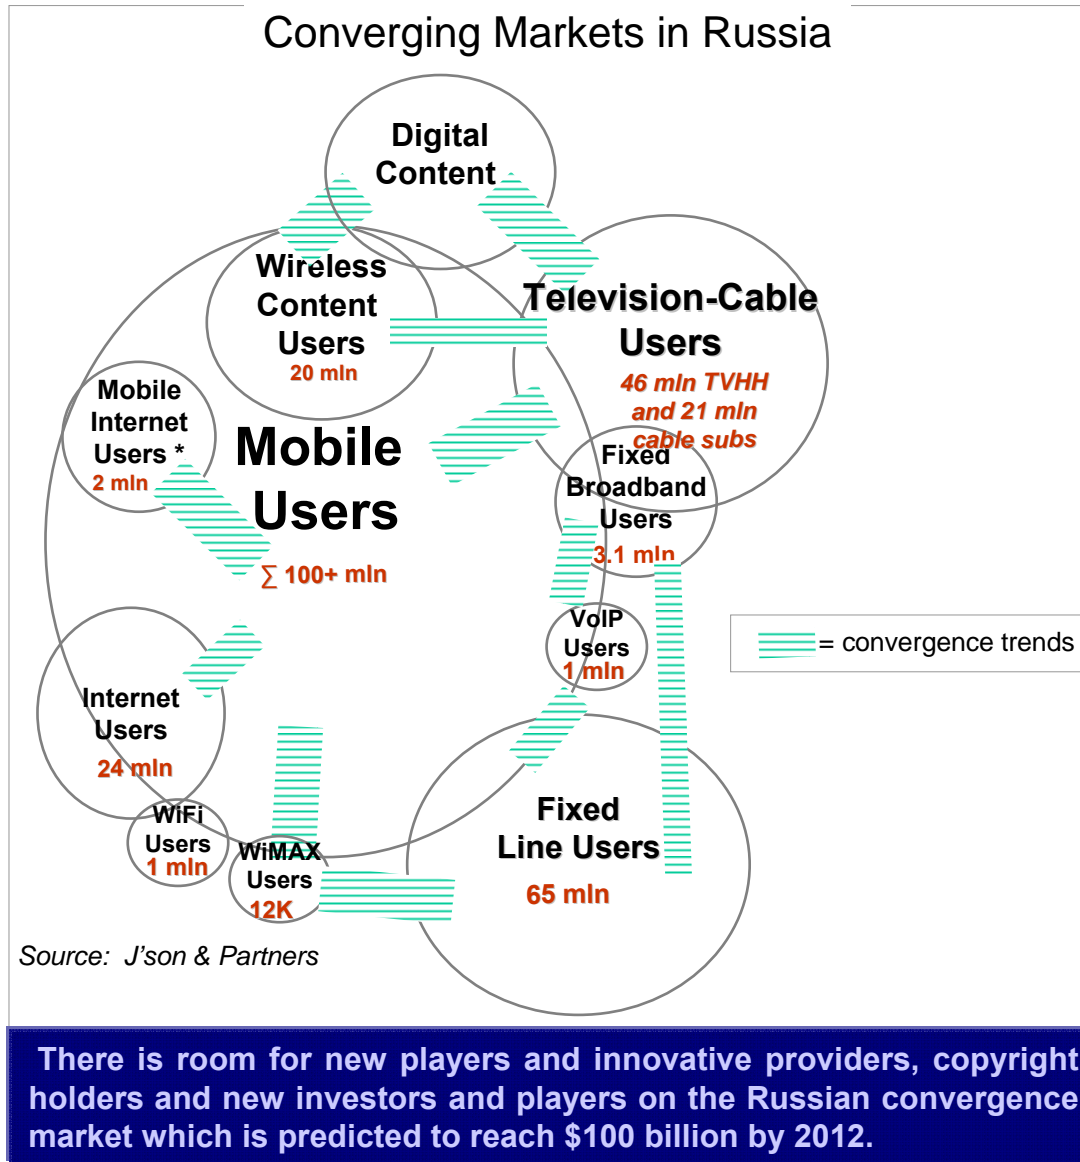 Converging Markets in Russia
Digital
Content
Wireless
Content
Users
20 mln
Television-Cable
Users
46 mln TVHH
and 21 mln
cable subs
Mobile
Internet
Users *
2 mln
Mobile
Users
∑ 100+ mln
Fixed
Broadband
Users
3.1 mln
VoIP
Users
1 mln
= convergence trends
Internet
Users
24 mln
WiFi
Users
1 mln
WiMAX
Users
12K
Fixed
Line Users
65 mln
Source: J'son & Partners
There is room for new players and innovative providers, copyright
holders and new investors and players on the Russian convergence
market which is predicted to reach $100 billion by 2012.